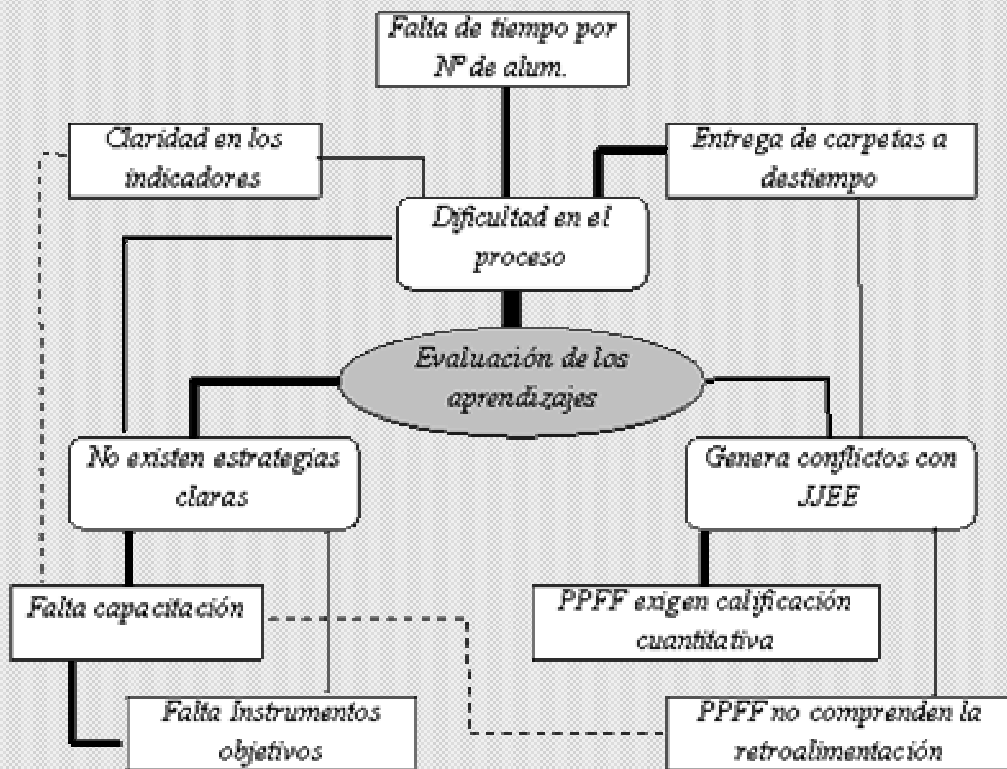 Falta de tiempo por
Nº de alum.
Claridad en los
indicadores
Entrega de carpetas a
destiempo
Dificultad en el
proceso
Evaluación de los
aprendizajes
No existen estrategias
claras
Genera conflictos con
JJEE
Falta capacitación
PPFF exigen calificación
cuantitativa
Falta Instrumentos
objetivos
PPFF no comprenden la
retroalimentación